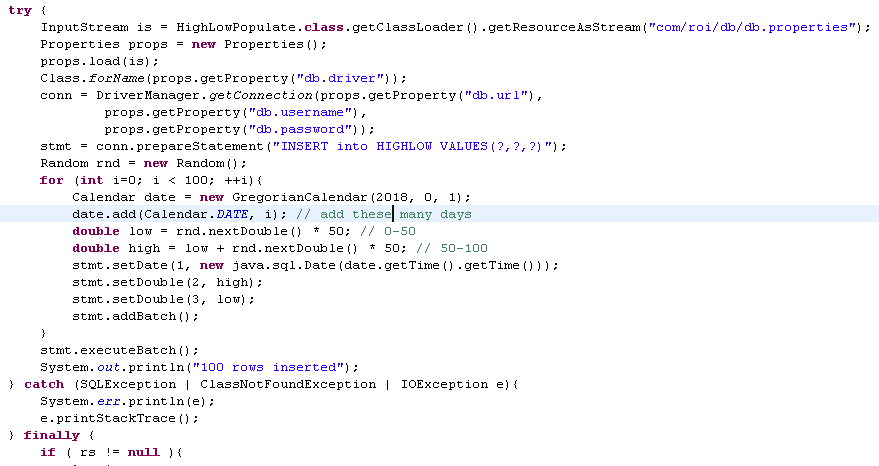 try {
    InputStream is = HighLowPopulate.class.getClassLoader().getResourceAsStream("com/roi/db/db.properties");
    Properties props = new Properties();
    props.load(is);
    Class.forName(props.getProperty("db.driver"));
    conn = DriverManager.getConnection(props.getProperty("db.url"),
            props.getProperty("db.username"),
            props.getProperty("db.password"));
    stmt = conn.prepareStatement("INSERT into HIGHLOW VALUES(?,?,?)");
    Random rnd = new Random();
    for (int i=0; i < 100; ++i){
        Calendar date = new GregorianCalendar(2018, 0, 1);
        date.add(Calendar.DATE, i); // add these many days
        double low = rnd.nextDouble() * 50; // 0-50
        double high = low + rnd.nextDouble() * 50; // 50-100
        stmt.setDate(1, new java.sql.Date(date.getTime().getTime()));
        stmt.setDouble(2, high);
        stmt.setDouble(3, low);
        stmt.addBatch();
    }
    stmt.executeBatch();
    System.out.println("100 rows inserted");
} catch (SQLException | ClassNotFoundException | IOException e){
    System.err.println(e);
    e.printStackTrace();
} finally {
    if ( rs != null ){